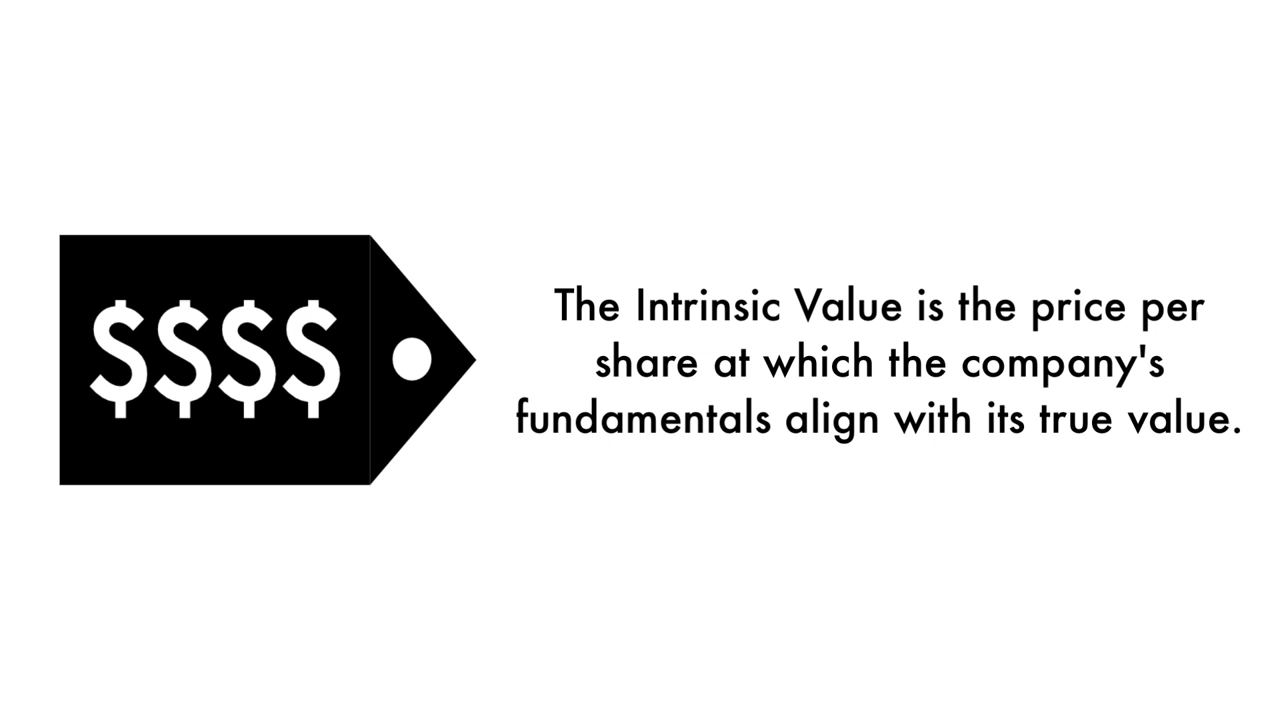 $$$$
The Intrinsic Value is the price per
share at which the company's
fundamentals align with its true value.